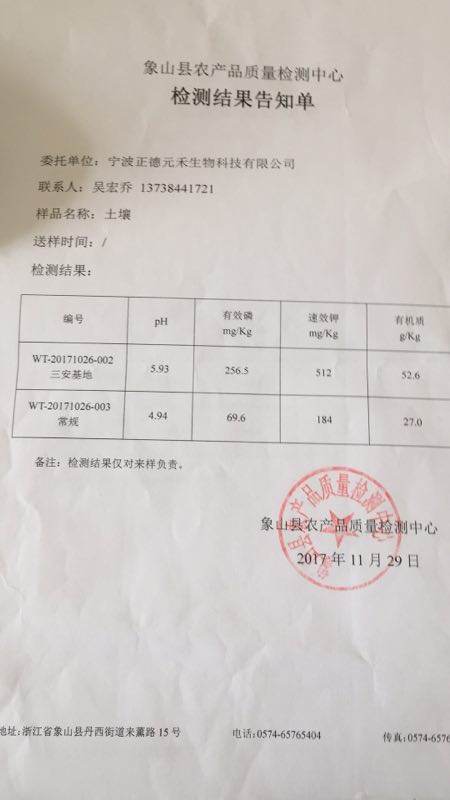 象山县农产品质量检测中心
检测结果告知单
委托单位：宁波正德元禾生物科技有限公司
联系人：吴宏乔 13738441721
样品名称：土壤
送样时间：/
检测结果：
编号 pH 有效磷 mg/Kg 速效钾 mg/Kg 有机质 g/Kg
WT-20171026-002 三安基地 5.93 256.5 512 52.6
WT-20171026-003 常规 4.94 69.6 184 27.0
备注：检测结果仅对来样负责。
象山县农产品质量检测中心
2017 年 11 月 29 日
象山县农产品质量检测中心
地址：浙江省象山县丹西街道来薰路 15 号 电话：0574-65765404 传真：0574-6576